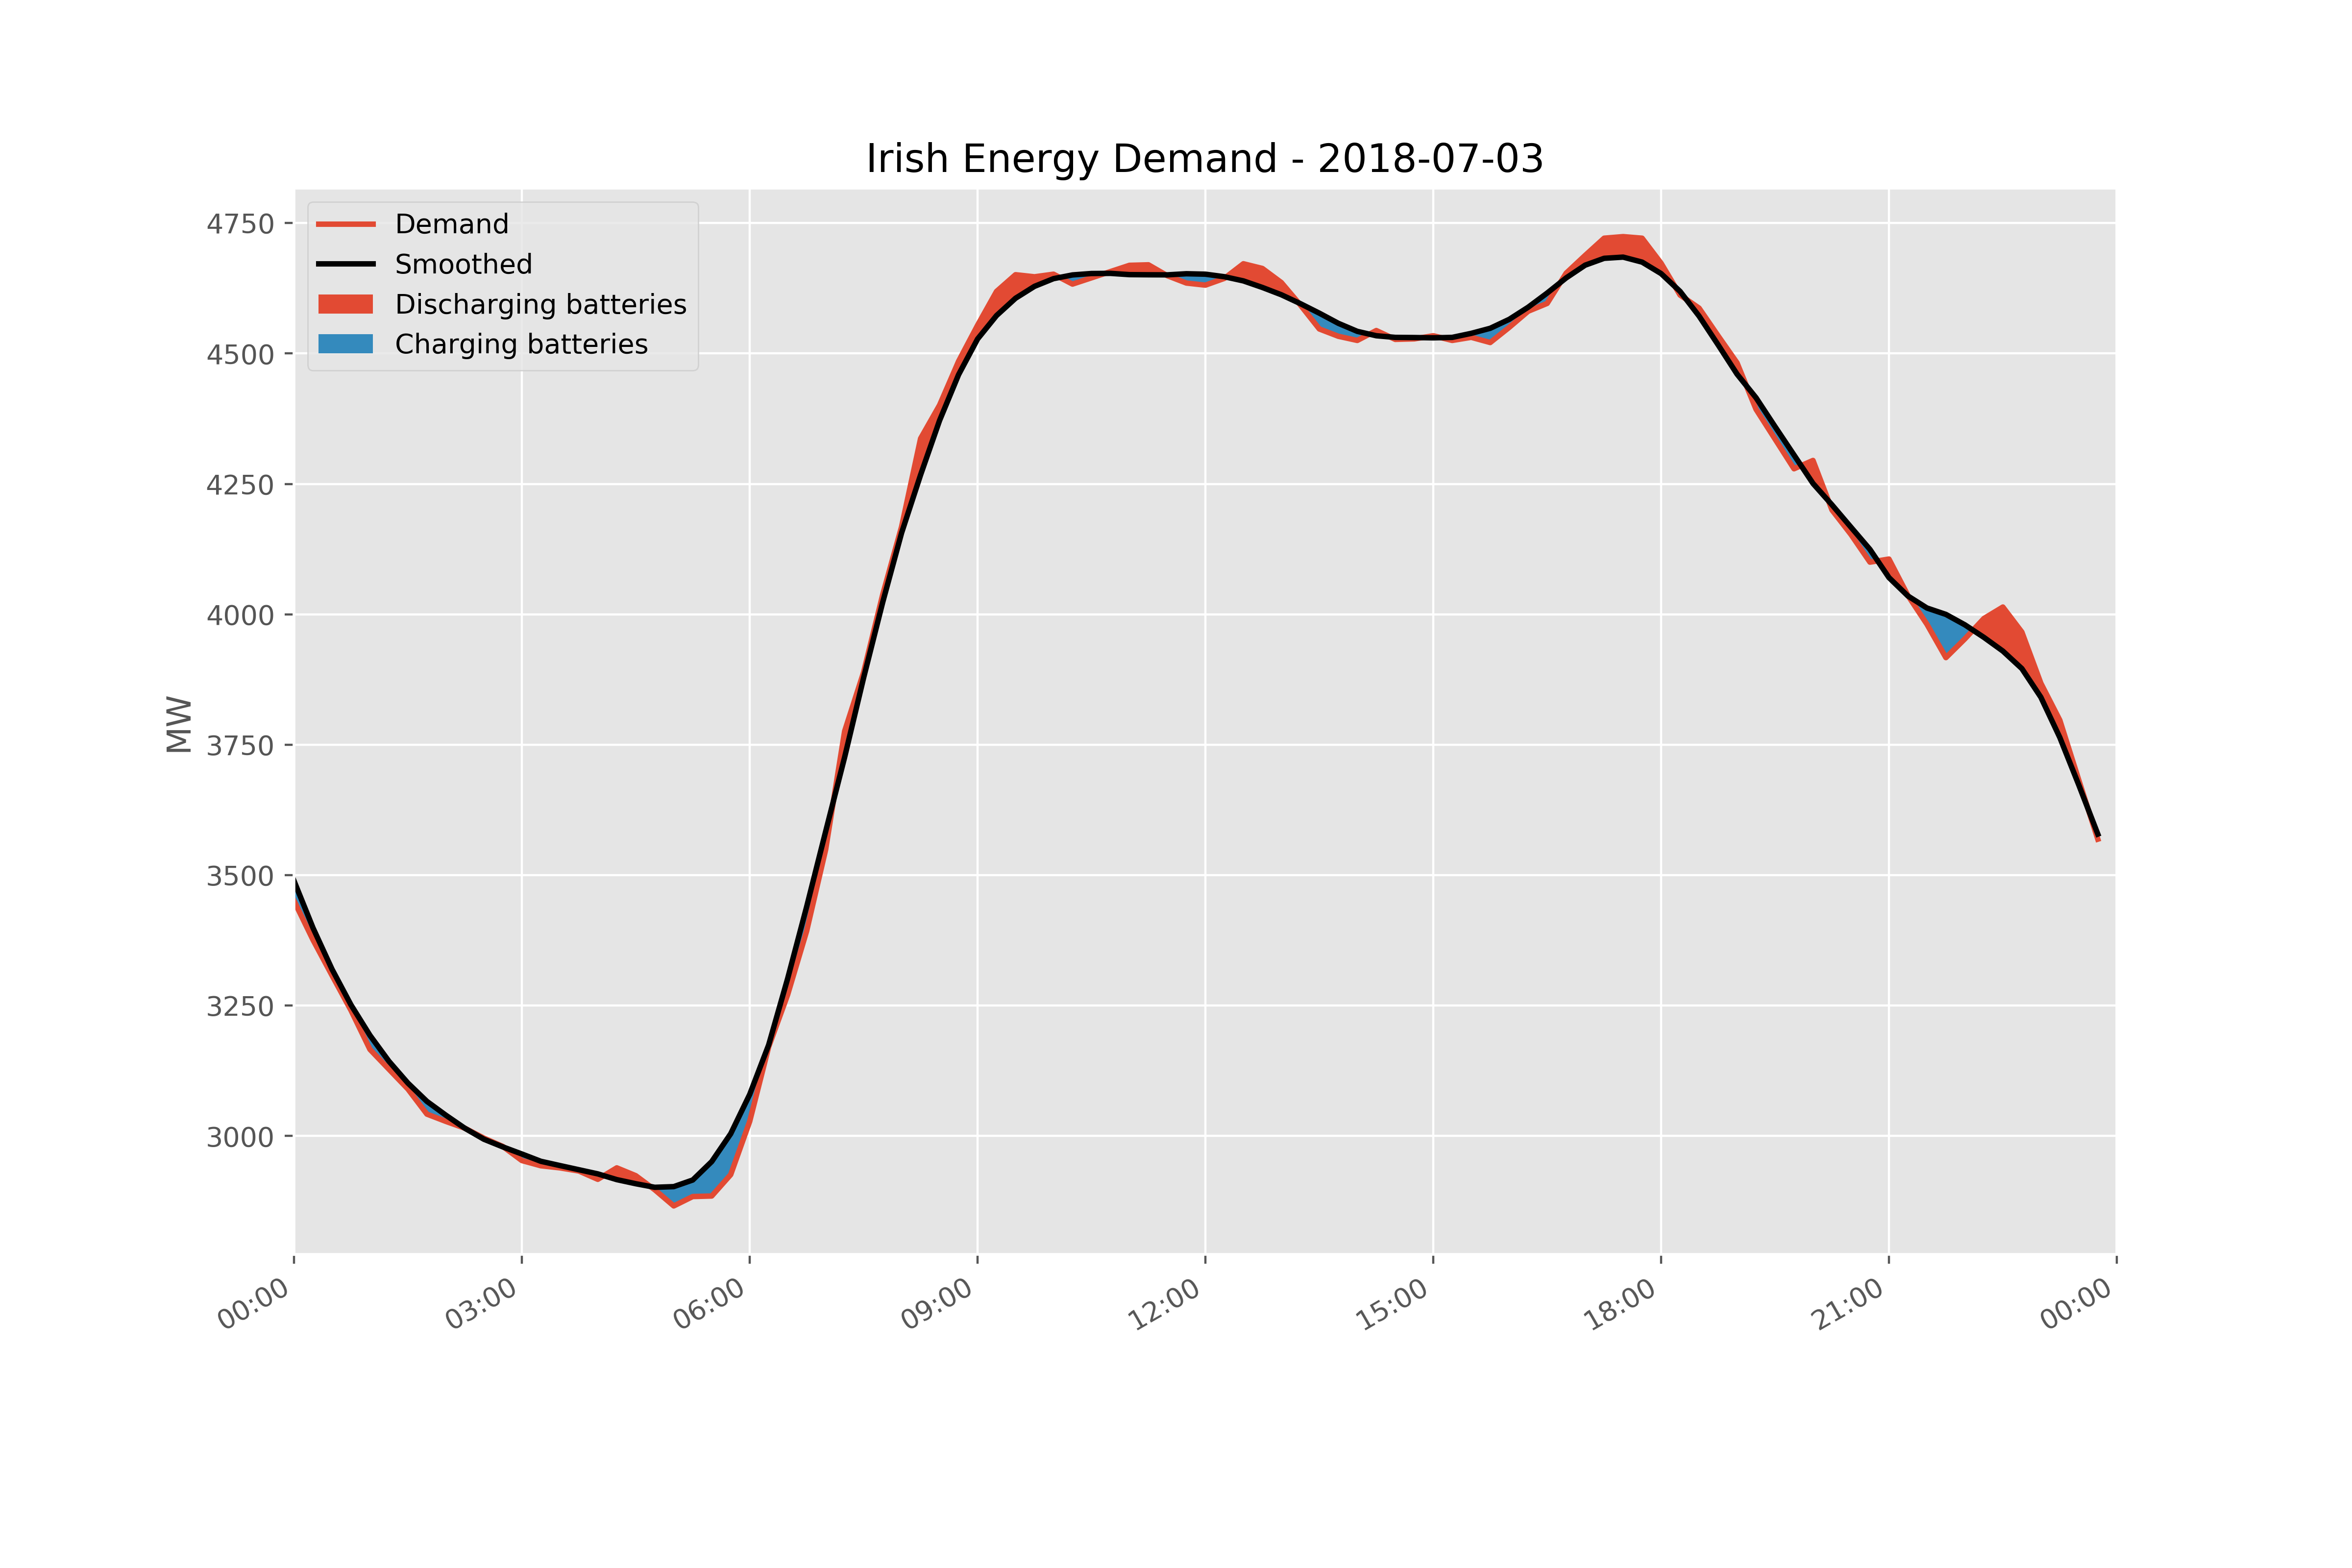 Irish Energy Demand - 2018-07-03
Demand
Smoothed
Discharging batteries
Charging batteries
MW
4750
4500
4250
4000
3750
3500
3250
3000
00:00
03:00
06:00
09:00
12:00
15:00
18:00
21:00
00:00